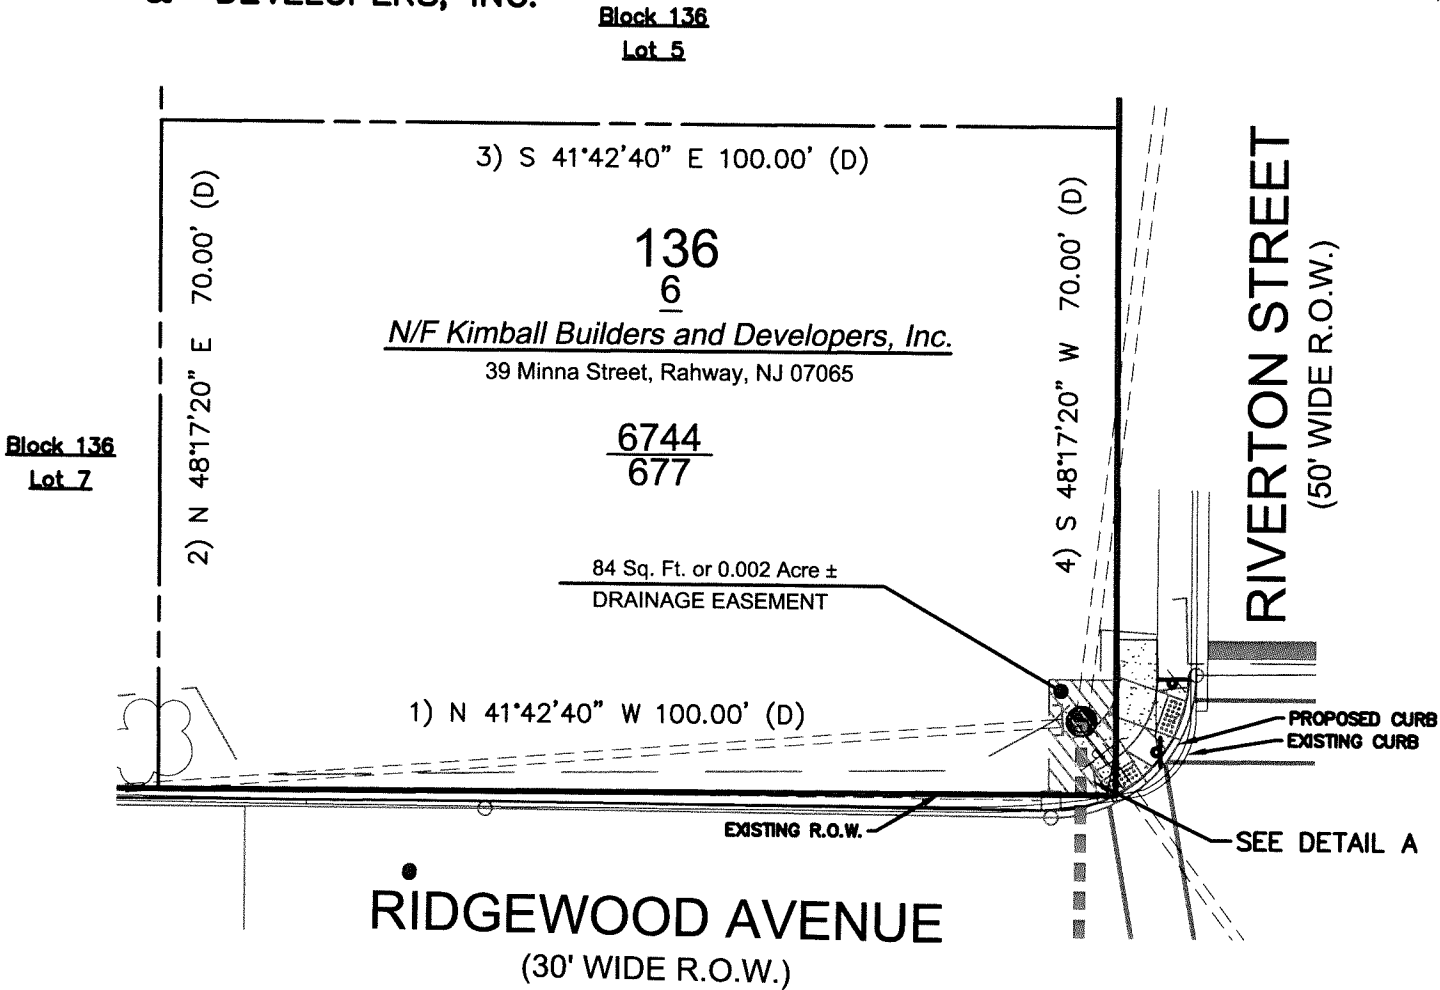 & DEVELOPERS, INC.
Block 136
Lot 5
3) S 41°42'40" E 100.00' (D)
2) N 48°17'20" E 70.00' (D)
136
6
N/F Kimball Builders and Developers, Inc.
39 Minna Street, Rahway, NJ 07065
6744
677
4) S 48°17'20" W 70.00' (D)
RIVERTON STREET
(50' WIDE R.O.W.)
Block 136
Lot 7
84 Sq. Ft. or 0.002 Acre ±
DRAINAGE EASEMENT
1) N 41°42'40" W 100.00' (D)
PROPOSED CURB
EXISTING CURB
EXISTING R.O.W.
SEE DETAIL A
RIDGEWOOD AVENUE
(30' WIDE R.O.W.)